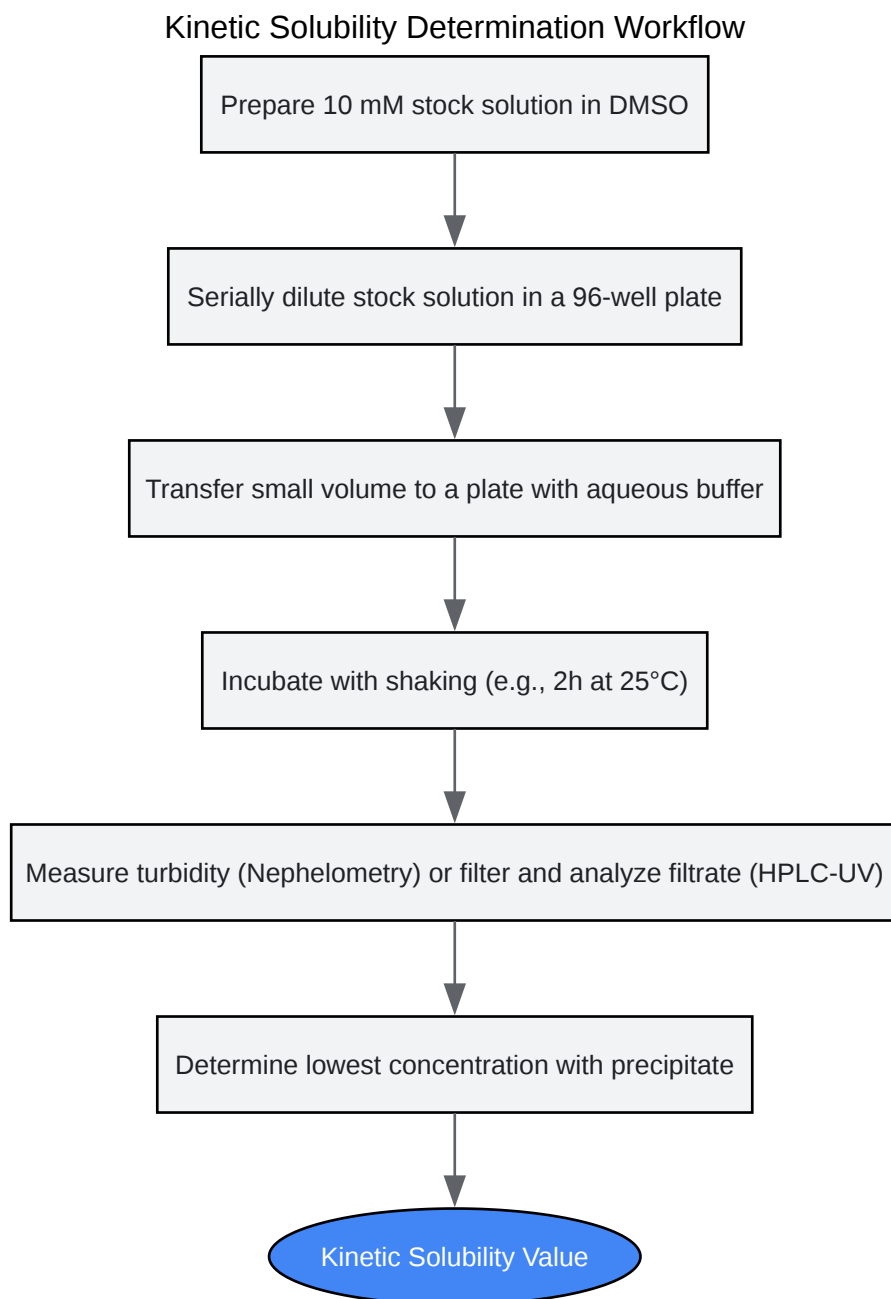 Kinetic Solubility Determination Workflow
Prepare 10 mM stock solution in DMSO
Serially dilute stock solution in a 96-well plate
Transfer small volume to a plate with aqueous buffer
Incubate with shaking (e.g., 2h at 25°C)
Measure turbidity (Nephelometry) or filter and analyze filtrate (HPLC-UV)
Determine lowest concentration with precipitate
Kinetic Solubility Value